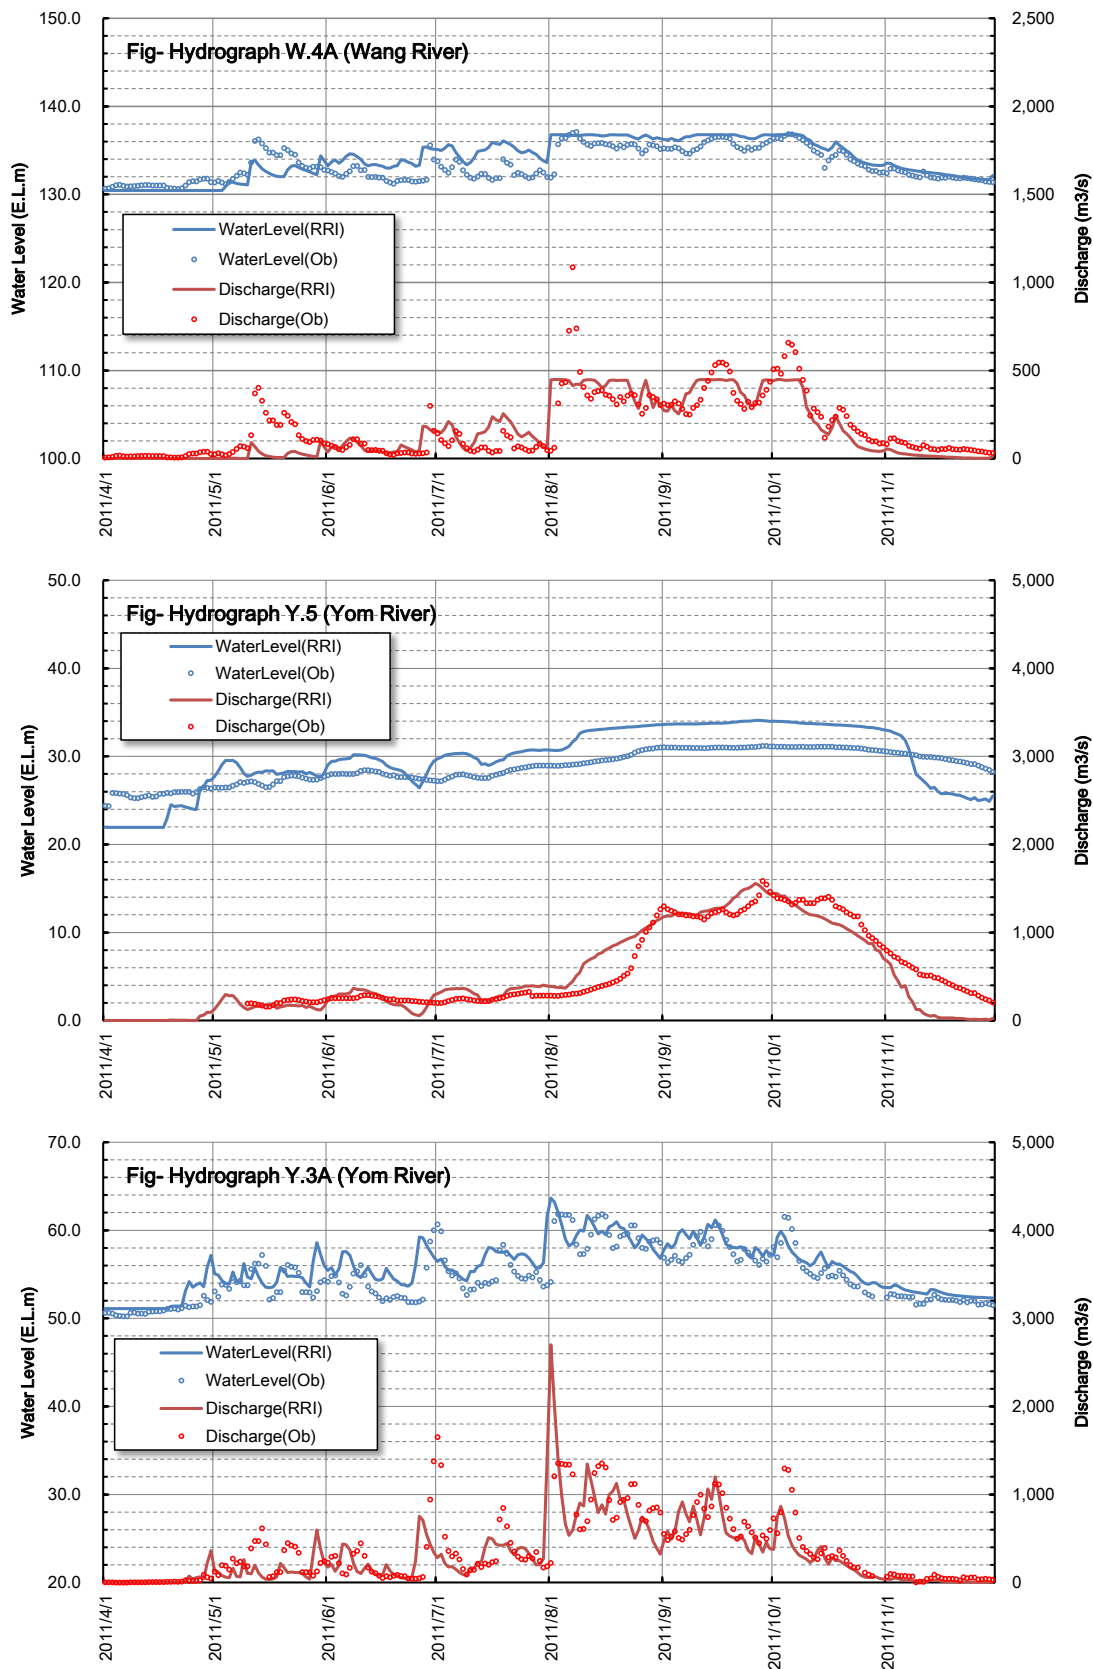 150.0
140.0
130.0
120.0
110.0
100.0
Water Level (E.L.m)
Fig- Hydrograph W.4A (Wang River)
WaterLevel(RRI)
WaterLevel(Ob)
Discharge(RRI)
Discharge(Ob)
2,500
2,000
1,500
1,000
500
0
Discharge (m3/s)
2011/4/1
2011/5/1
2011/6/1
2011/7/1
2011/8/1
2011/9/1
2011/10/1
2011/11/1
50.0
40.0
30.0
20.0
10.0
0.0
Water Level (E.L.m)
Fig- Hydrograph Y.5 (Yom River)
WaterLevel(RRI)
WaterLevel(Ob)
Discharge(RRI)
Discharge(Ob)
5,000
4,000
3,000
2,000
1,000
0
Discharge (m3/s)
2011/4/1
2011/5/1
2011/6/1
2011/7/1
2011/8/1
2011/9/1
2011/10/1
2011/11/1
70.0
60.0
50.0
40.0
30.0
20.0
Water Level (E.L.m)
Fig- Hydrograph Y.3A (Yom River)
WaterLevel(RRI)
WaterLevel(Ob)
Discharge(RRI)
Discharge(Ob)
5,000
4,000
3,000
2,000
1,000
0
Discharge (m3/s)
2011/4/1
2011/5/1
2011/6/1
2011/7/1
2011/8/1
2011/9/1
2011/10/1
2011/11/1